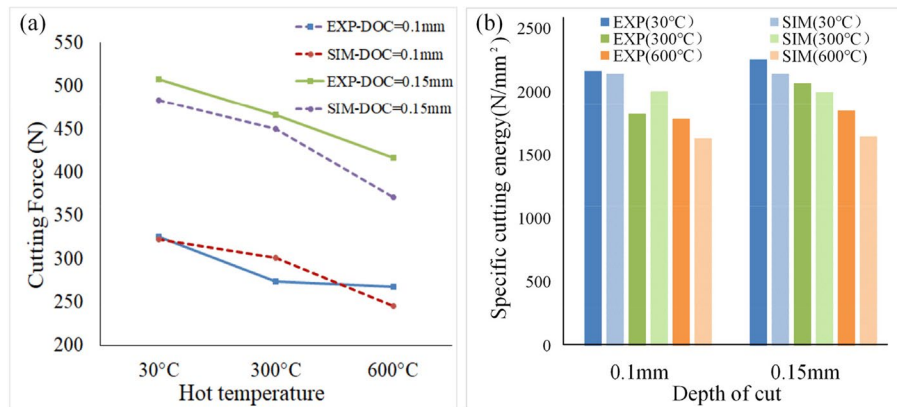 (a)
550
500
450
400
350
300
250
200
Cutting Force (N)
30°C
300°C
600°C
Hot temperature
EXP-DOC=0.1mm
SIM-DOC=0.1mm
EXP-DOC=0.15mm
SIM-DOC=0.15mm
(b)
2500
2000
1500
1000
500
0
Specific cutting energy(N/mm²)
EXP(30℃)
SIM(30℃)
EXP(300℃)
SIM(300℃)
EXP(600℃)
SIM(600℃)
0.1mm
0.15mm
Depth of cut